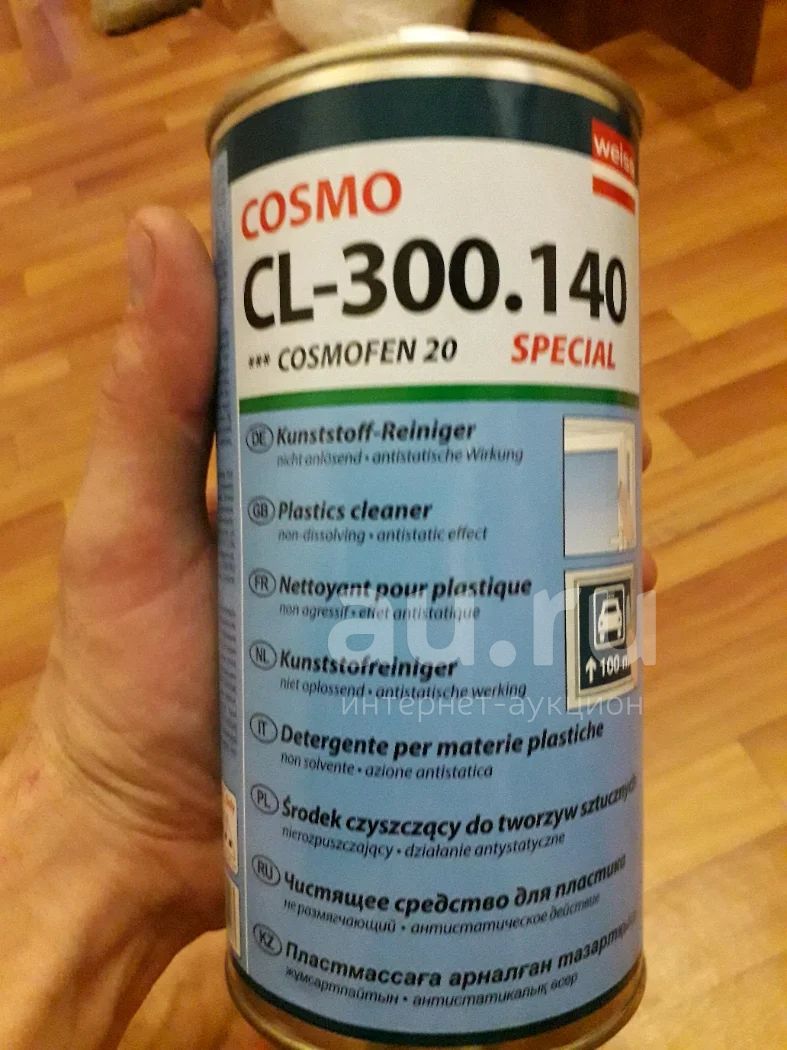 weiss
COSMO
CL-300.140
*** COSMOFEN 20 SPECIAL
DE Kunststoff-Reiniger
nicht anlösend • antistatische Wirkung
GB Plastics cleaner
non-dissolving • antistatic effect
FR Nettoyant pour plastique
non agressif • effet antistatique
NL Kunststofreiniger
niet oplossend • antistatische werking
IT Detergente per materie plastiche
non solvente • azione antistatica
PL Środek czyszczący do tworzyw sztucznych
nierozpuszczający • działanie antystatyczne
RU Чистящее средство для пластика
не размягчающий • антистатическое действие
KZ Пластмассаға арналған
жұмсартпайтын • антистатикалық әсер
↑ 100 m
au.ru
интернет-аукцион